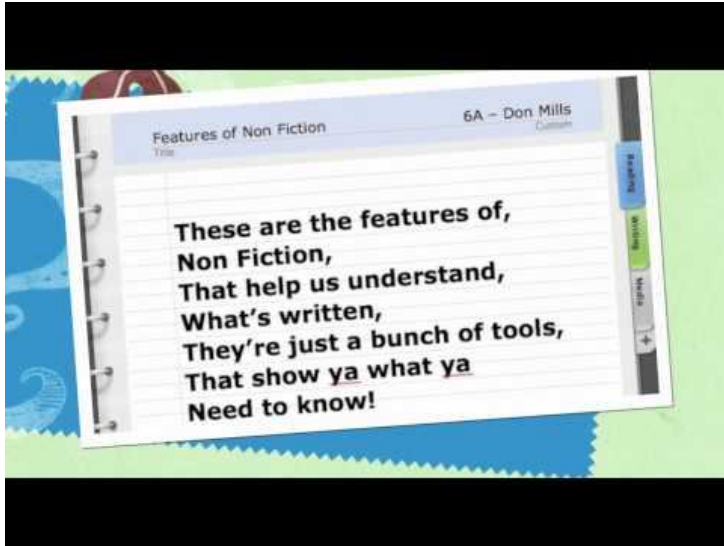 Features of Non Fiction
Title
6A – Don Mills
Custom
These are the features of,
Non Fiction,
That help us understand,
What's written,
They're just a bunch of tools,
That show ya what ya
Need to know!
Reading
Writing
Media